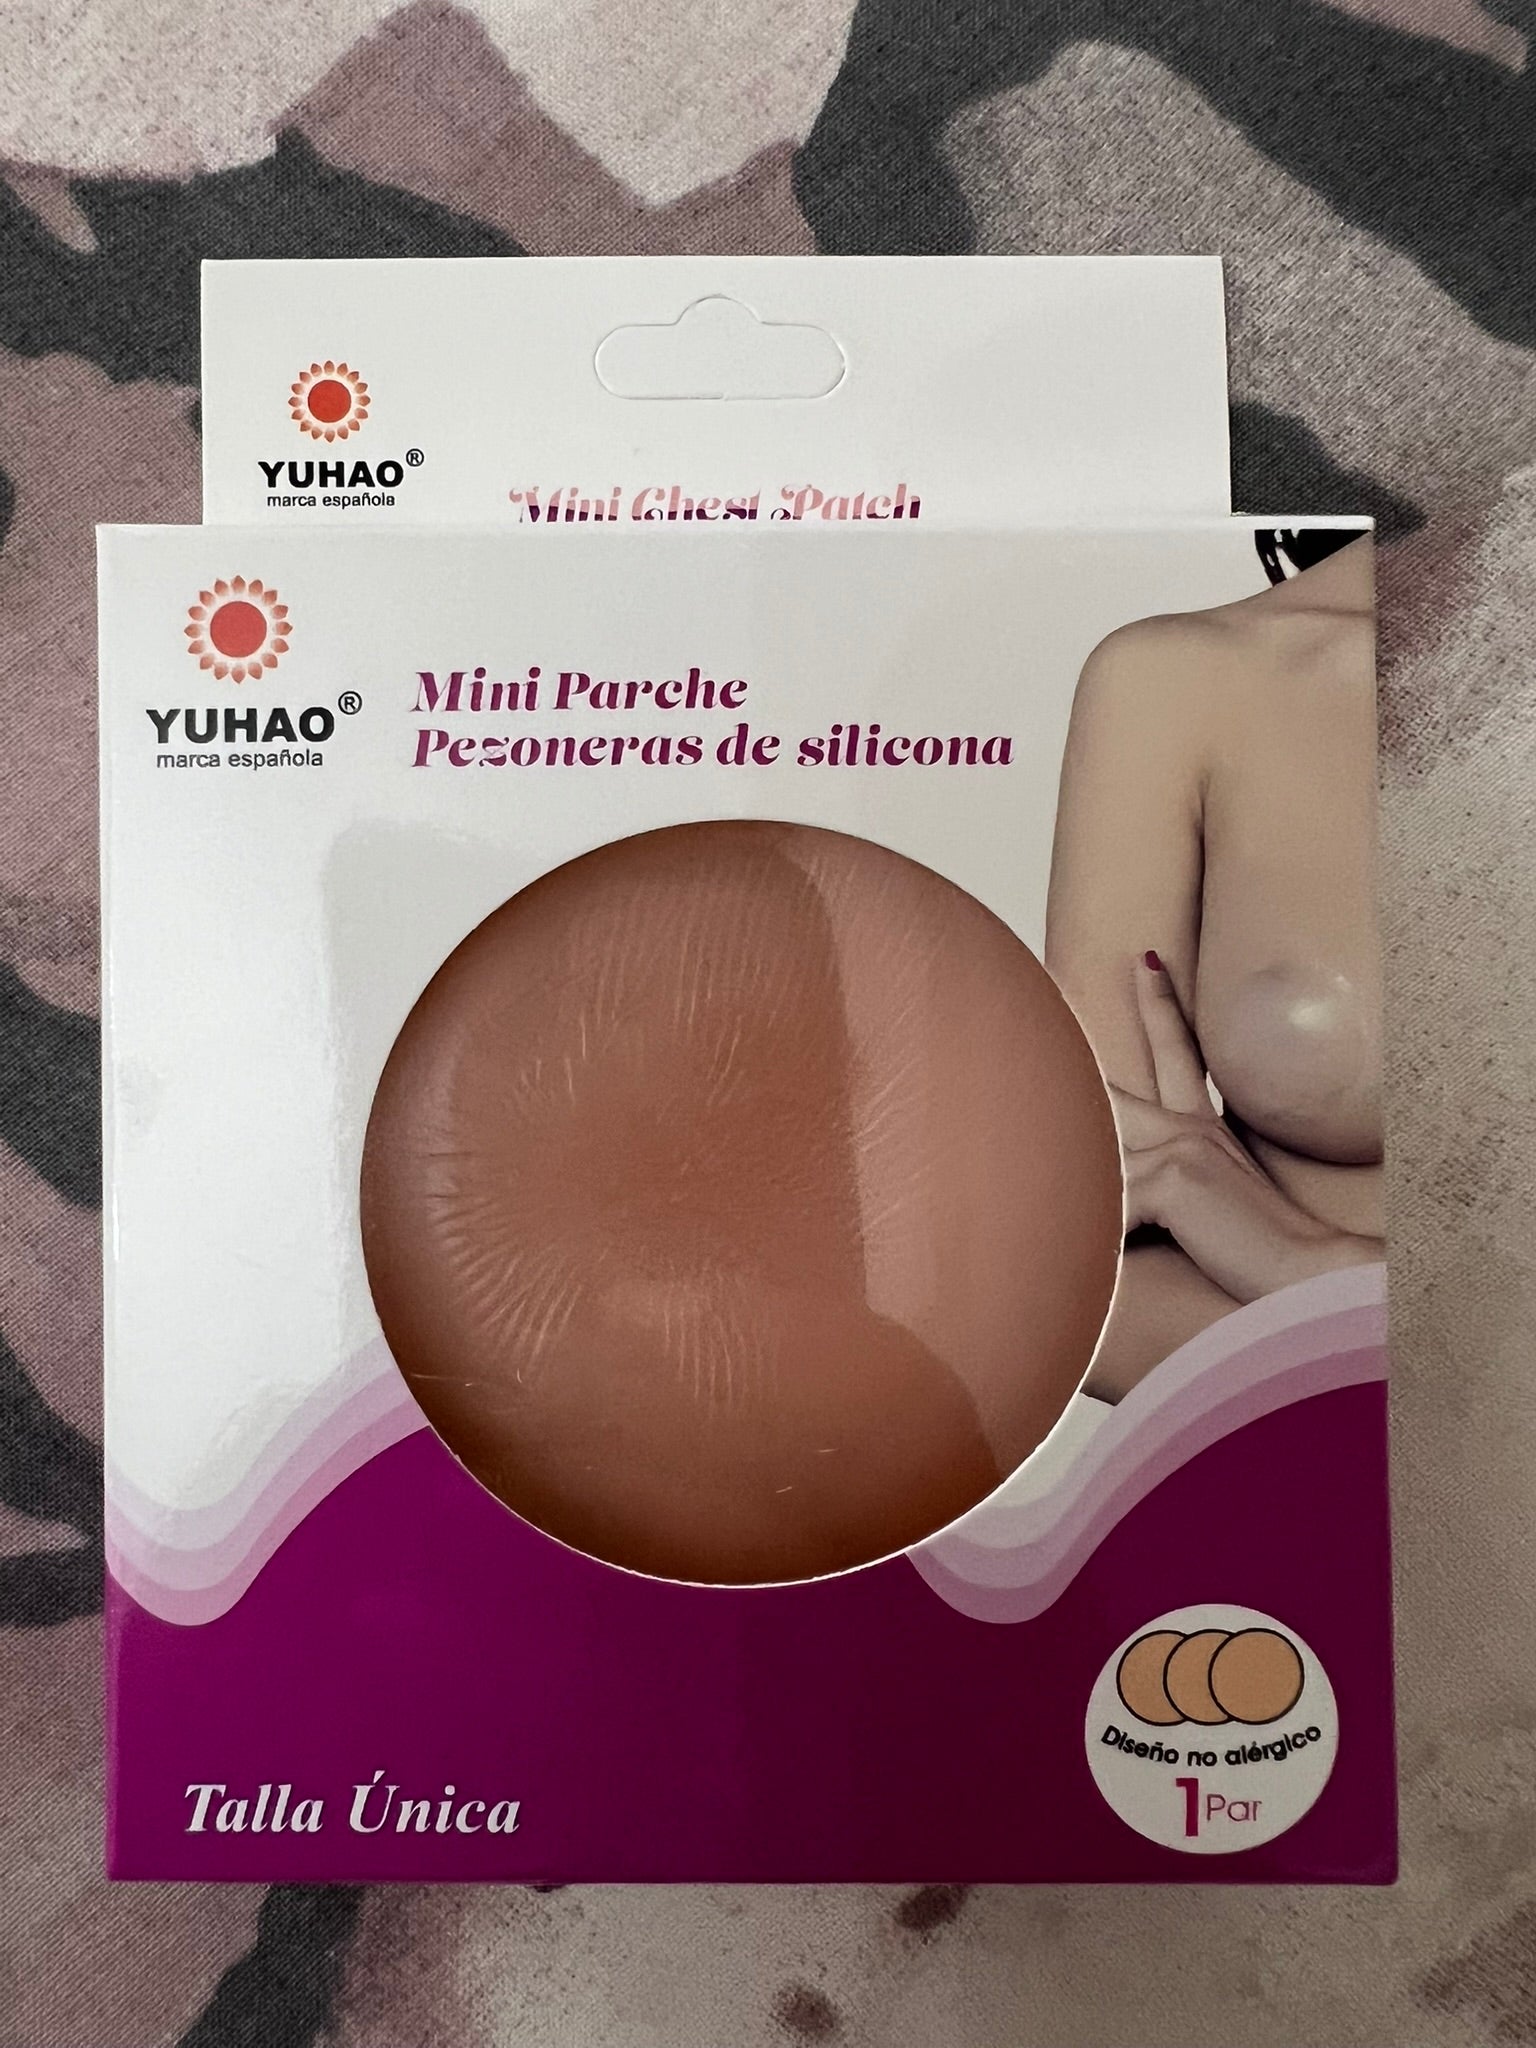 YUHAO®
marca española
Mini Chest Patch
YUHAO®
marca española
Mini Parche
Pezoneras de silicona
Diseño no alérgico
1 Par
Talla Única